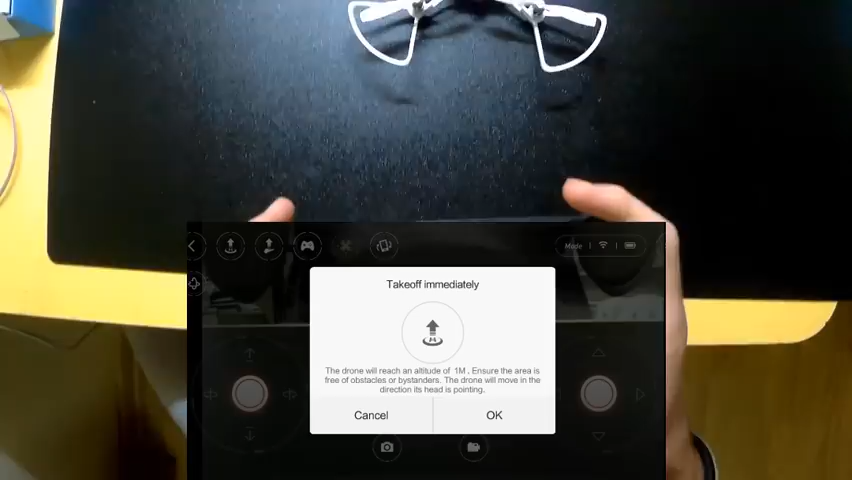 Mode
Takeoff immediately
The drone will reach an altitude of 1M , Ensure the area is
free of obstacles or bystanders. The drone will move in the
direction its head is pointing.
Cancel
OK